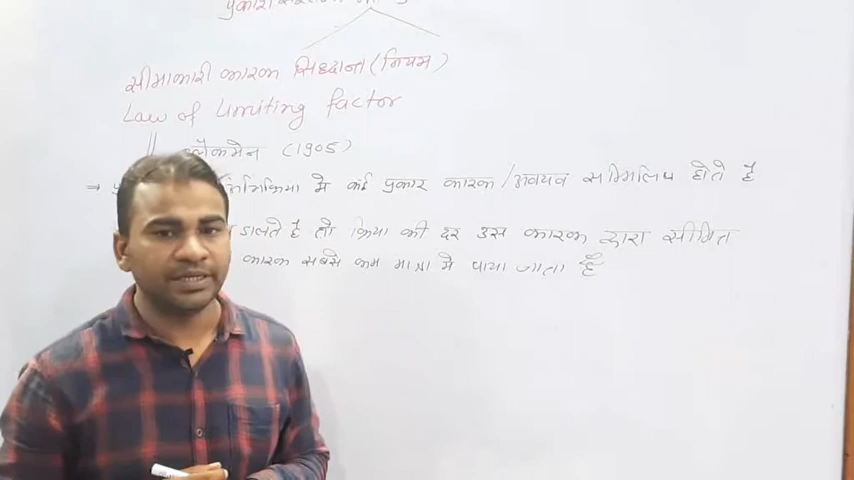 सीमाकारी कारक सिध्दान्त (नियम)
Law of Limiting factor
ब्लैकमैन (1905)
⇒ में कई प्रकार कारक/अवयव सम्मिलित होते है
डालते है तो क्रिया की दर उस कारक द्वारा सीमित
कारक सबसे कम मात्रा में पाया जाता है